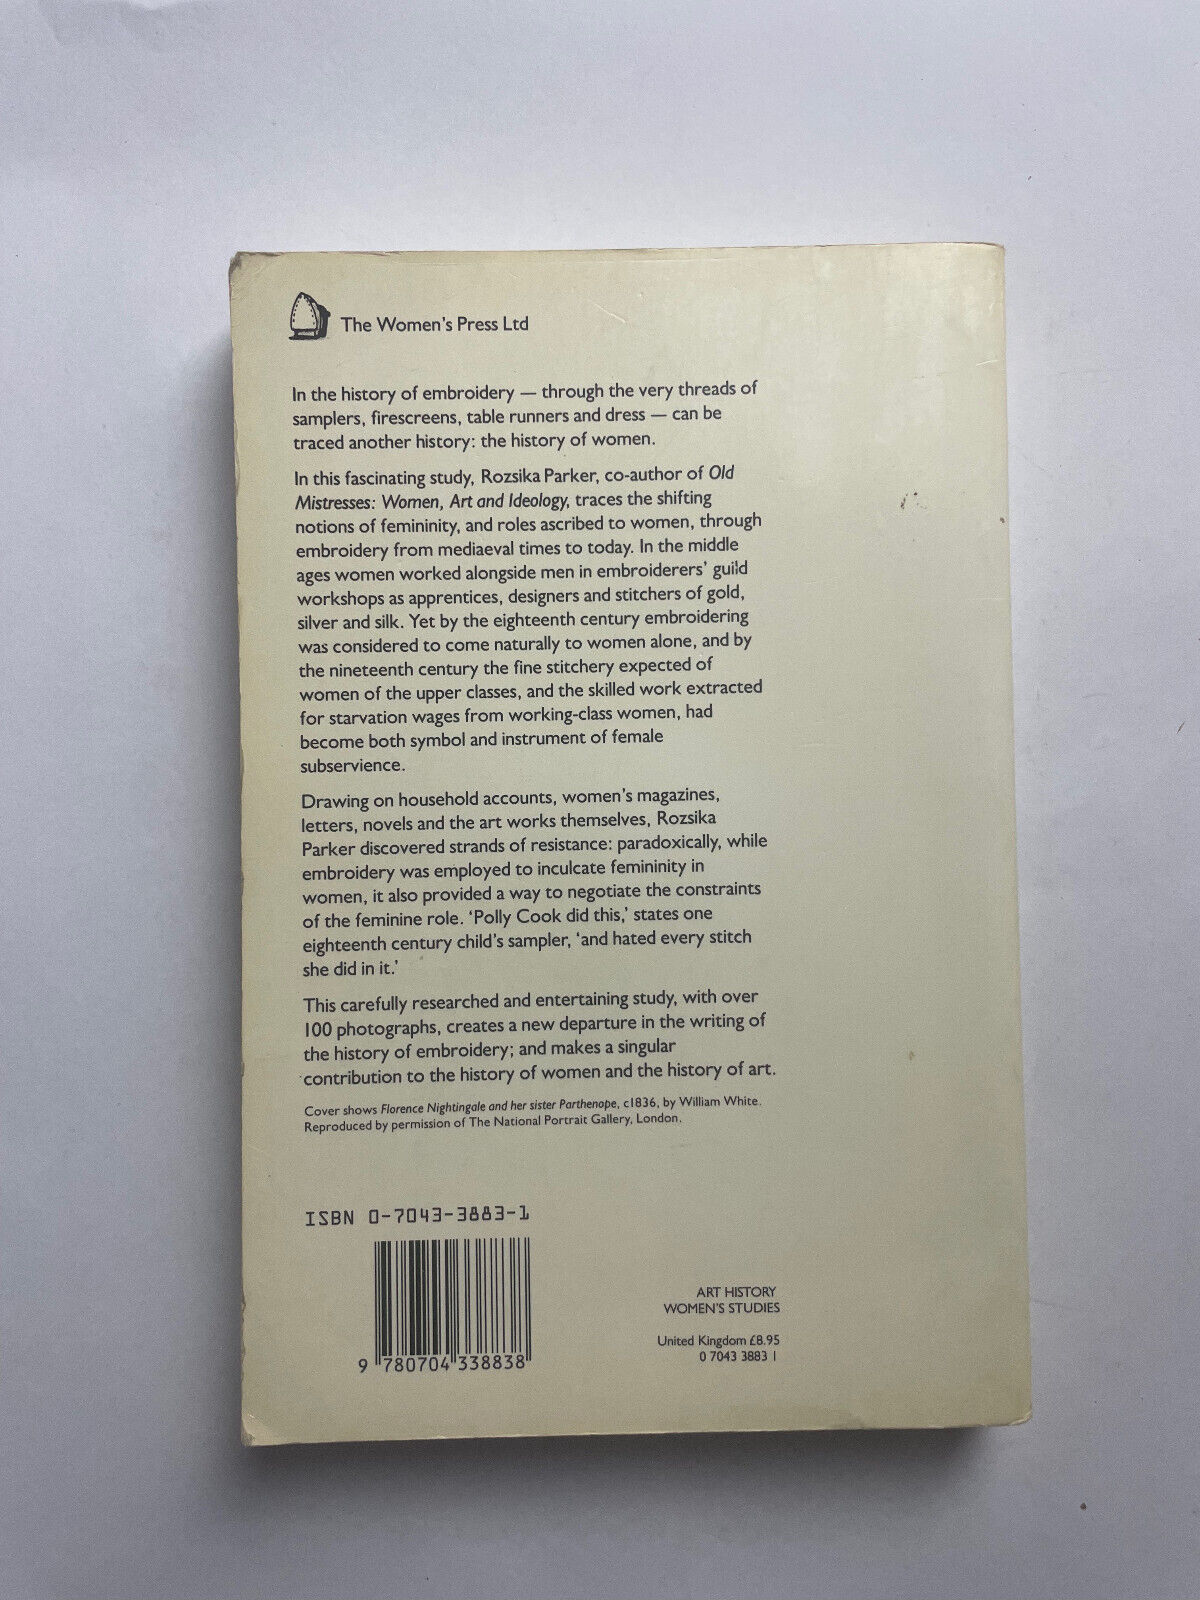 The Women's Press Ltd
In the history of embroidery — through the very threads of
samplers, firescreens, table runners and dress — can be
traced another history: the history of women.
In this fascinating study, Rozsika Parker, co-author of Old
Mistresses: Women, Art and Ideology, traces the shifting
notions of femininity, and roles ascribed to women, through
embroidery from mediaeval times to today. In the middle
ages women worked alongside men in embroiderers' guild
workshops as apprentices, designers and stitchers of gold,
silver and silk. Yet by the eighteenth century embroidering
was considered to come naturally to women alone, and by
the nineteenth century the fine stitchery expected of
women of the upper classes, and the skilled work extracted
for starvation wages from working-class women, had
become both symbol and instrument of female
subservience.
Drawing on household accounts, women's magazines,
letters, novels and the art works themselves, Rozsika
Parker discovered strands of resistance: paradoxically, while
embroidery was employed to inculcate femininity in
women, it also provided a way to negotiate the constraints
of the feminine role. 'Polly Cook did this,' states one
eighteenth century child's sampler, 'and hated every stitch
she did in it.'
This carefully researched and entertaining study, with over
100 photographs, creates a new departure in the writing of
the history of embroidery; and makes a singular
contribution to the history of women and the history of art.
Cover shows Florence Nightingale and her sister Parthenope, c1836, by William White.
Reproduced by permission of The National Portrait Gallery, London.
ISBN 0-7043-3883-1
9 780704 338838
ART HISTORY
WOMEN'S STUDIES
United Kingdom £8.95
0 7043 3883 1